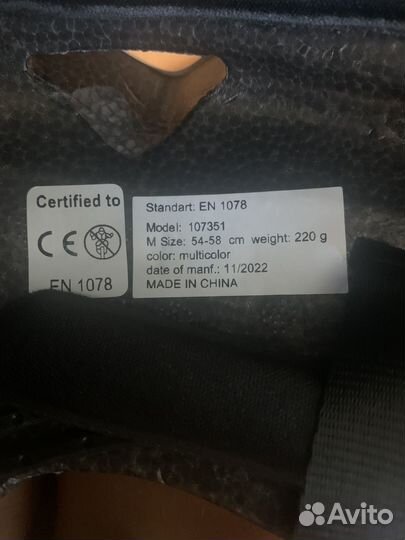 Certified to
CE
EN 1078
Standart: EN 1078
Model: 107351
M Size: 54-58 cm weight: 220 g
color: multicolor
date of manf.: 11/2022
MADE IN CHINA
Avito